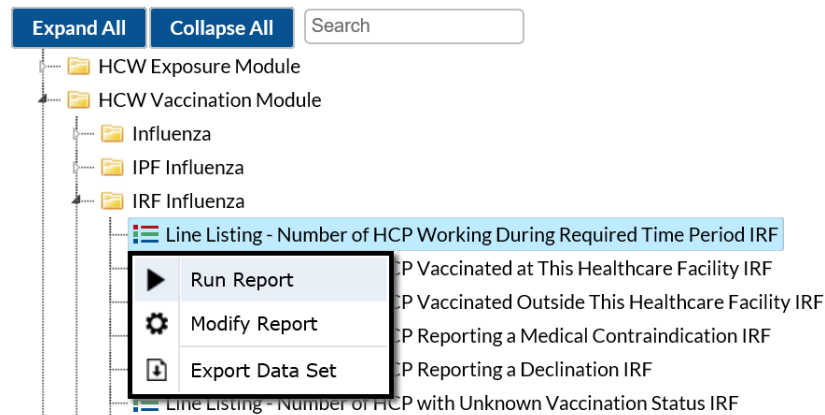 Expand All Collapse All Search
HCW Exposure Module
HCW Vaccination Module
Influenza
IPF Influenza
IRF Influenza
Line Listing - Number of HCP Working During Required Time Period IRF
Run Report CP Vaccinated at This Healthcare Facility IRF
CP Vaccinated Outside This Healthcare Facility IRF
Modify Report CP Reporting a Medical Contraindication IRF
Export Data Set CP Reporting a Declination IRF
Line Listing - Number of HCP with Unknown Vaccination Status IRF